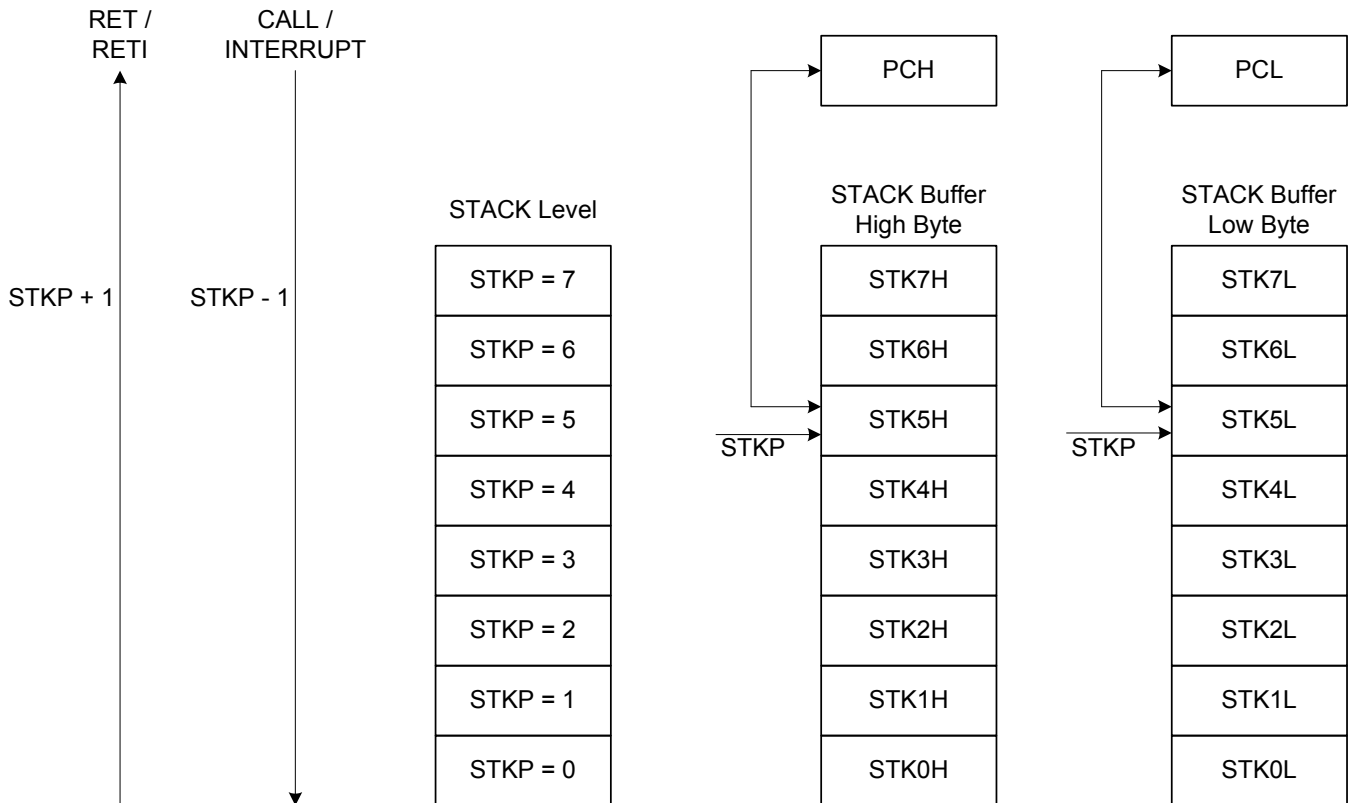 RET /
RETI
CALL /
INTERRUPT
PCH
PCL
STACK Level
STACK Buffer
High Byte
STACK Buffer
Low Byte
STKP + 1
STKP - 1
STKP = 7
STK7H
STK7L
STKP = 6
STK6H
STK6L
STKP = 5
STK5H
STK5L
STKP
STKP
STKP = 4
STK4H
STK4L
STKP = 3
STK3H
STK3L
STKP = 2
STK2H
STK2L
STKP = 1
STK1H
STK1L
STKP = 0
STK0H
STK0L